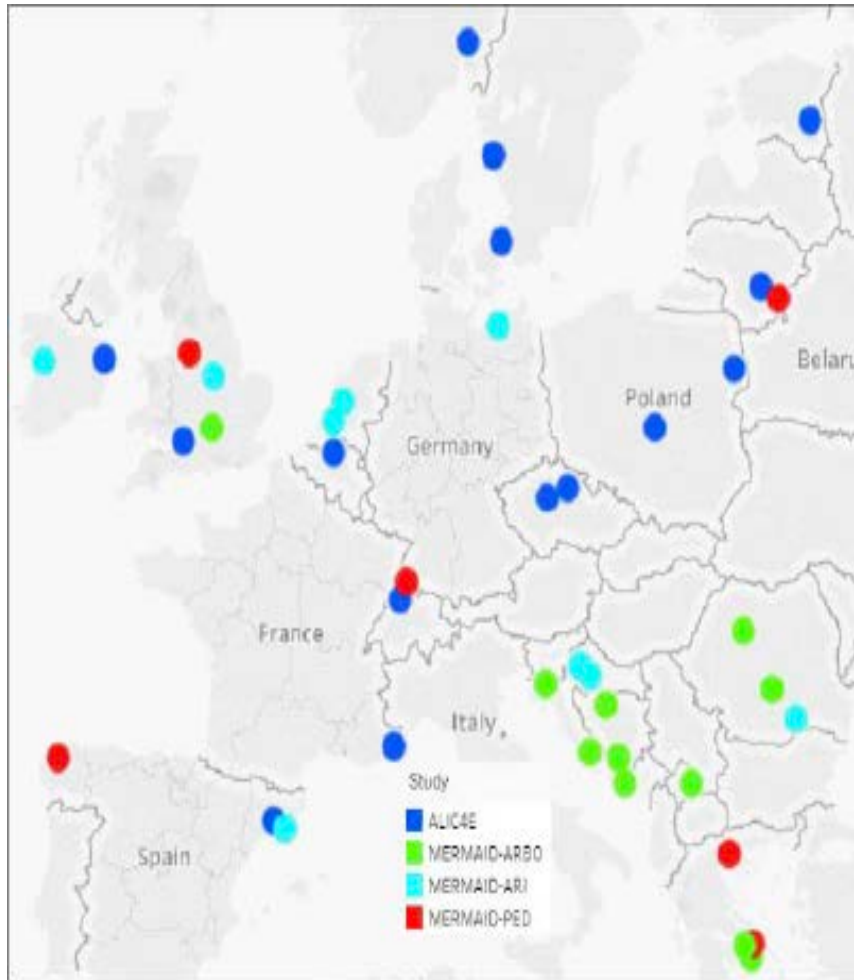 Belaru
Poland
Germany
France
Italy
Spain
Study
ALIC4E
MERMAID-ARBO
MERMAID-ARI
MERMAID-PED